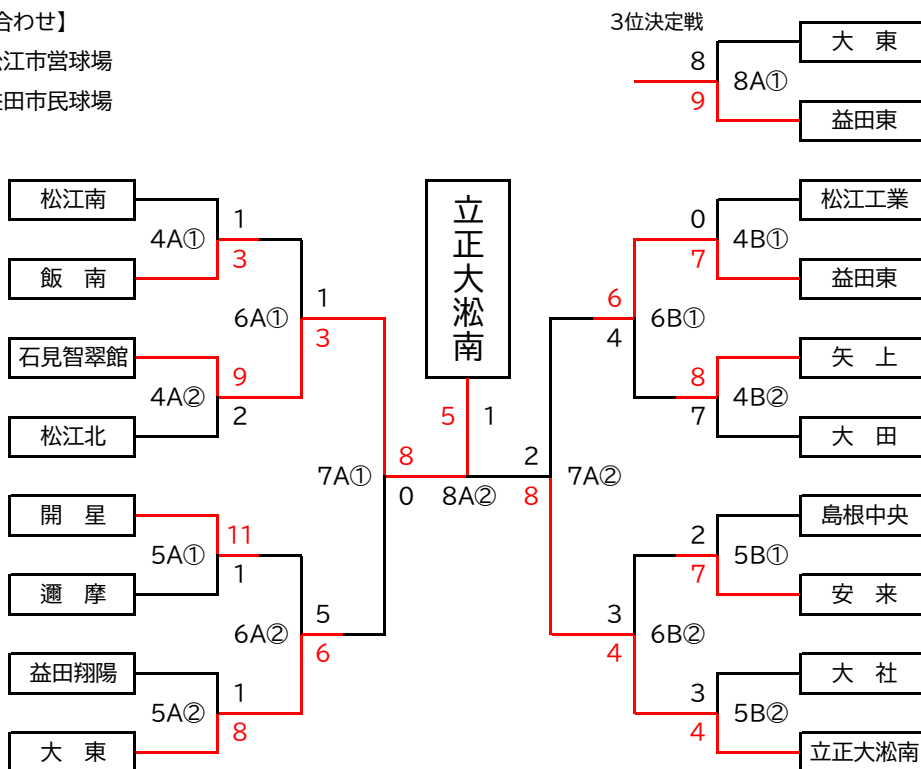 合わせ】
松江市営球場
益田市民球場
3位決定戦
大 東
8
8A①
9
益田東
松江南
1
4A①
3
飯 南
1
6A①
3
石見智翠館
9
4A②
2
松江北
8
7A①
0
開 星
11
5A①
1
邇 摩
5
6A②
6
益田翔陽
1
5A②
8
大 東
立正大淞南
5
1
8A②
松江工業
0
4B①
7
益田東
6
6B①
4
矢 上
8
4B②
7
大 田
2
7A②
8
島根中央
2
5B①
7
安 来
3
6B②
4
大 社
3
5B②
4
立正大淞南